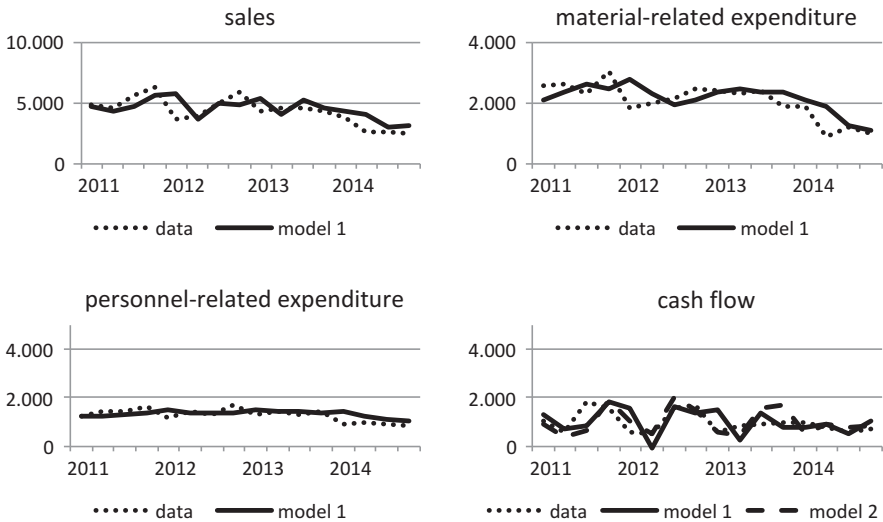 sales
10.000
5.000
0
2011 2012 2013 2014
data model 1
material-related expenditure
4.000
2.000
0
2011 2012 2013 2014
data model 1
personnel-related expenditure
4.000
2.000
0
2011 2012 2013 2014
data model 1
cash flow
4.000
2.000
0
2011 2012 2013 2014
data model 1 model 2